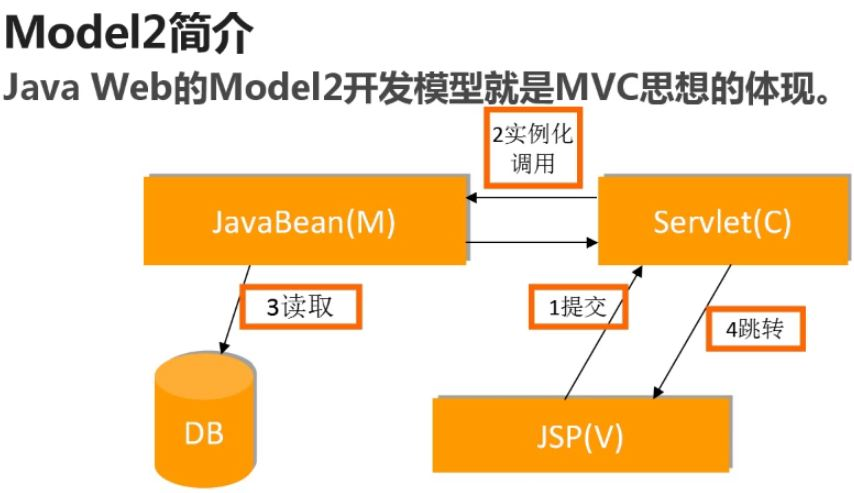 Model2简介
Java Web的Model2开发模型就是MVC思想的体现。
2实例化
调用
JavaBean(M)
Servlet(C)
3读取
1提交
4跳转
DB
JSP(V)